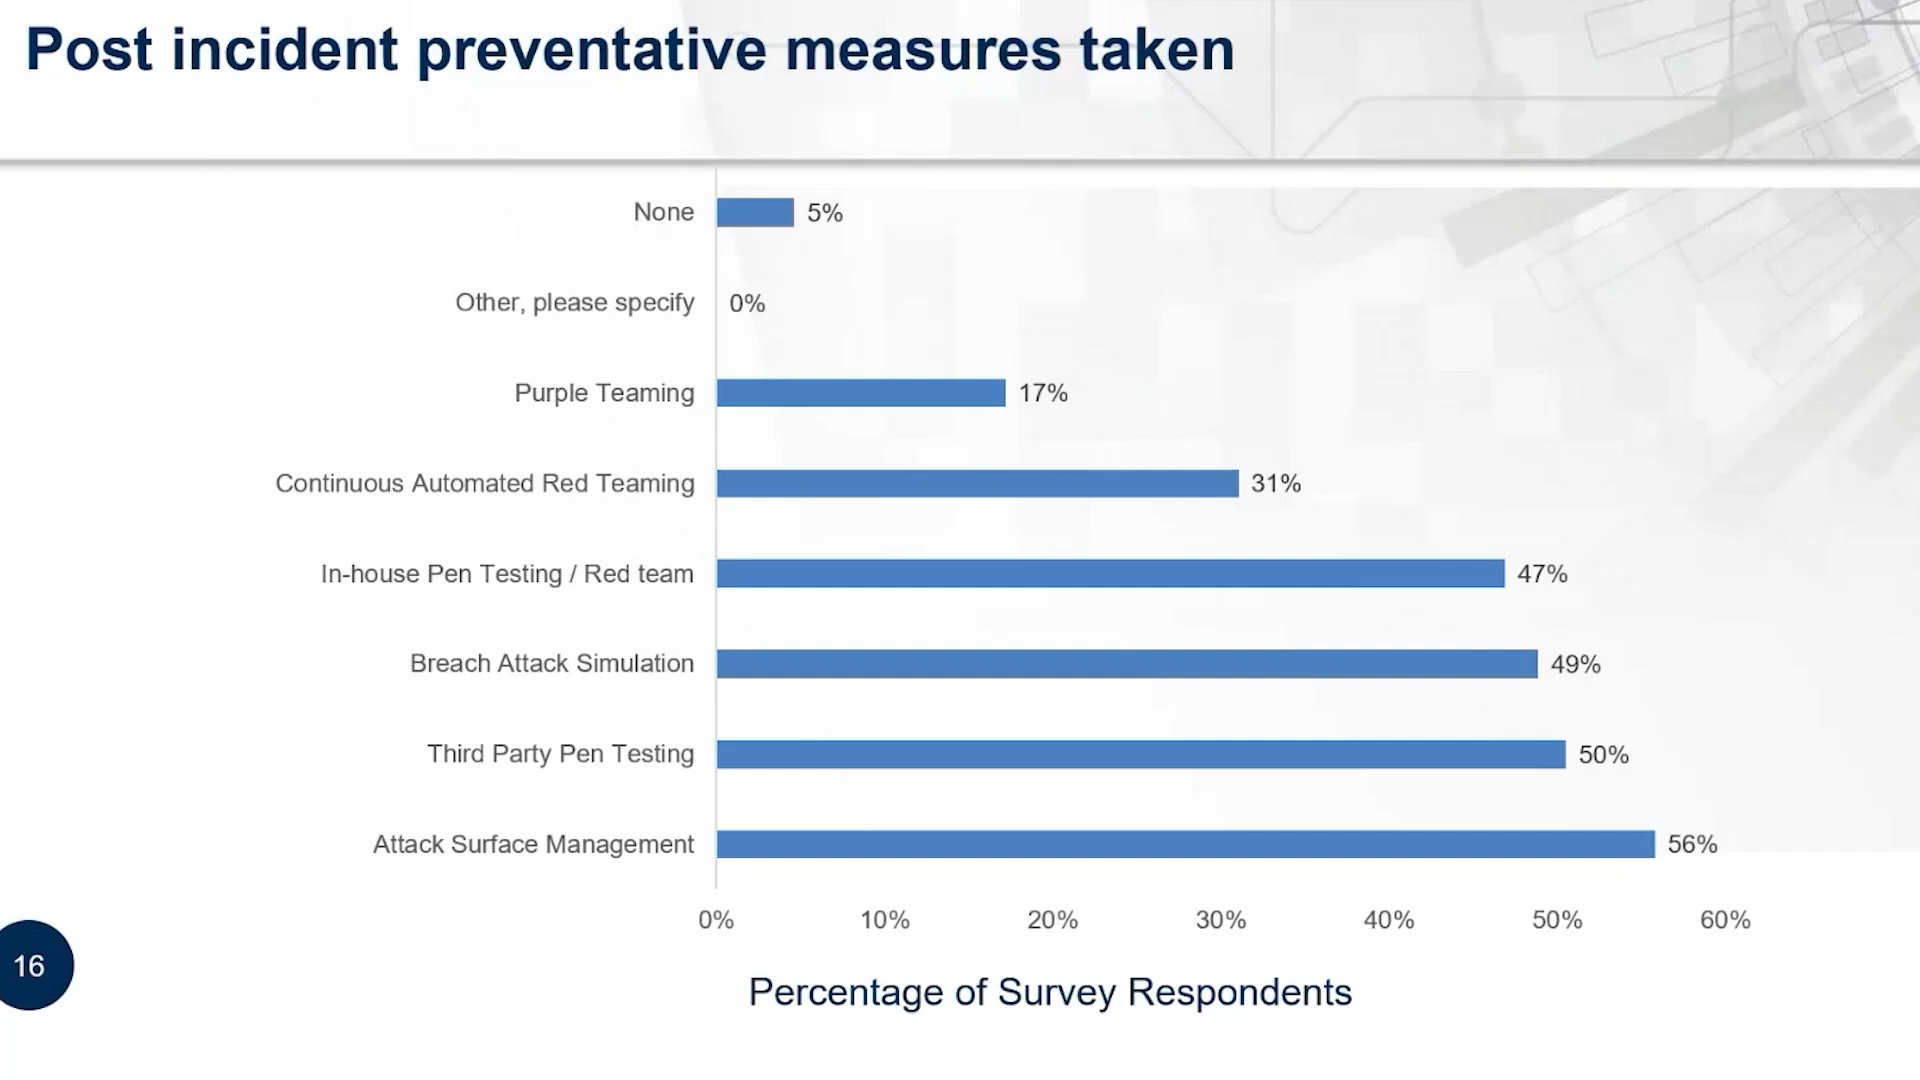 Post incident preventative measures taken
None 5%
Other, please specify 0%
Purple Teaming 17%
Continuous Automated Red Teaming 31%
In-house Pen Testing / Red team 47%
Breach Attack Simulation 49%
Third Party Pen Testing 50%
Attack Surface Management 56%
0% 10% 20% 30% 40% 50% 60%
16
Percentage of Survey Respondents